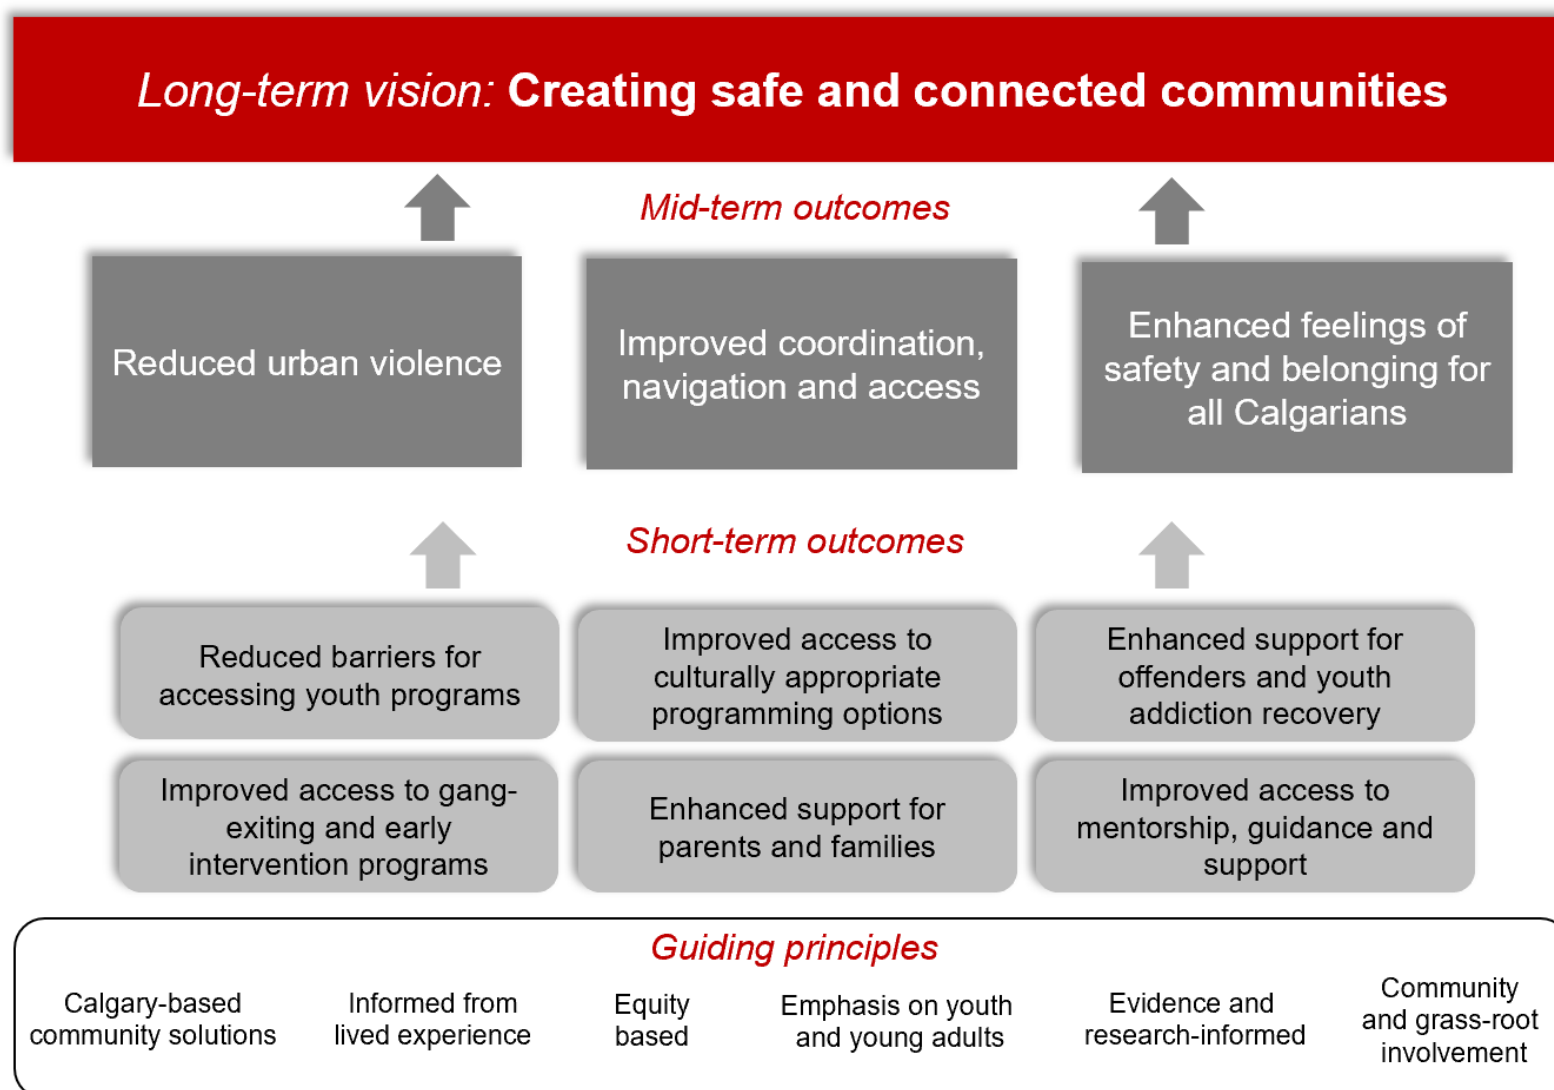 Long-term vision: Creating safe and connected communities
Mid-term outcomes
Reduced urban violence
Improved coordination,
navigation and access
Enhanced feelings of
safety and belonging for
all Calgarians
Short-term outcomes
Reduced barriers for
accessing youth programs
Improved access to
culturally appropriate
programming options
Enhanced support for
offenders and youth
addiction recovery
Improved access to gang-
exiting and early
intervention programs
Enhanced support for
parents and families
Improved access to
mentorship, guidance and
support
Guiding principles
Calgary-based
community solutions
Informed from
lived experience
Equity
based
Emphasis on youth
and young adults
Evidence and
research-informed
Community
and grass-root
involvement